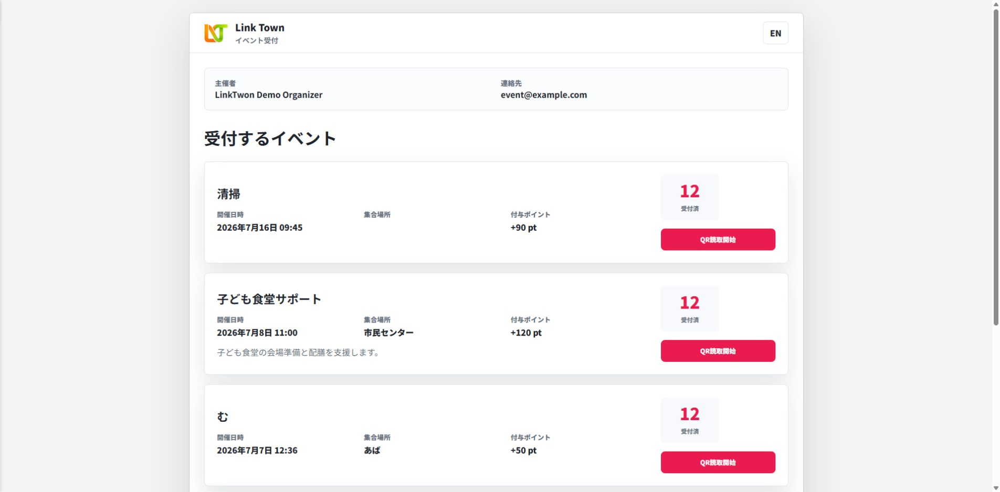 Link Town
イベント受付
EN
主催者
連絡先
LinkTwon Demo Organizer
event@example.com
受付するイベント
清掃
開催日時
集合場所
付与ポイント
2026年7月16日 09:45
+90 pt
12
受付済
QR読取開始
子ども食堂サポート
開催日時
集合場所
付与ポイント
2026年7月8日 11:00
市民センター
+120 pt
子ども食堂の会場準備と配膳を支援します。
12
受付済
QR読取開始
む
開催日時
集合場所
付与ポイント
2026年7月7日 12:36
あば
+50 pt
12
受付済
QR読取開始